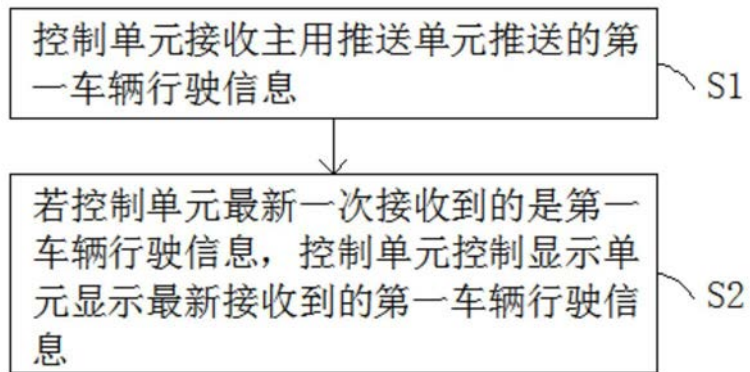 控制单元接收主用推送单元推送的第
一车辆行驶信息
S1
若控制单元最新一次接收到的是第一
车辆行驶信息，控制单元控制显示单
元显示最新接收到的第一车辆行驶信
息
S2